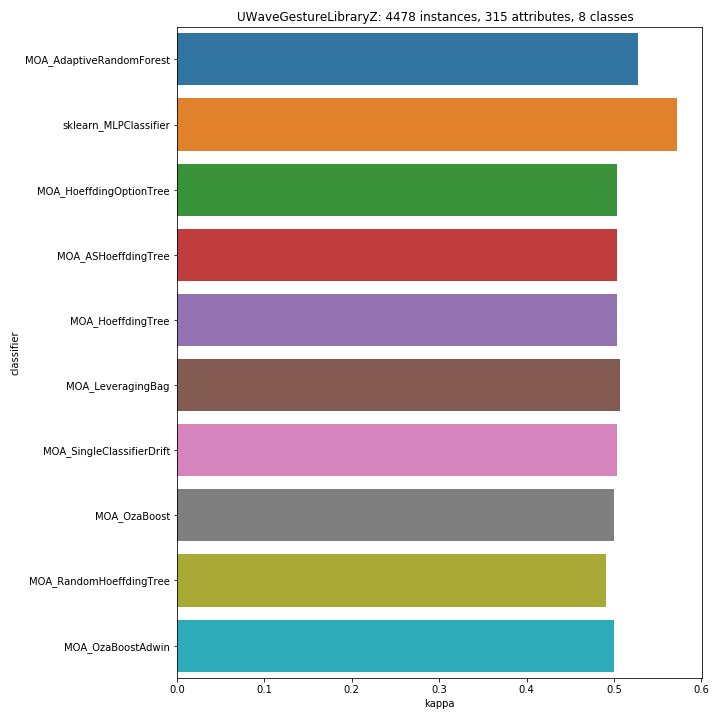 UWaveGestureLibraryZ: 4478 instances, 315 attributes, 8 classes
classifier
MOA_AdaptiveRandomForest
sklearn_MLPClassifier
MOA_HoeffdingOptionTree
MOA_ASHoeffdingTree
MOA_HoeffdingTree
MOA_LeveragingBag
MOA_SingleClassifierDrift
MOA_OzaBoost
MOA_RandomHoeffdingTree
MOA_OzaBoostAdwin
0.0 0.1 0.2 0.3 0.4 0.5 0.6
kappa